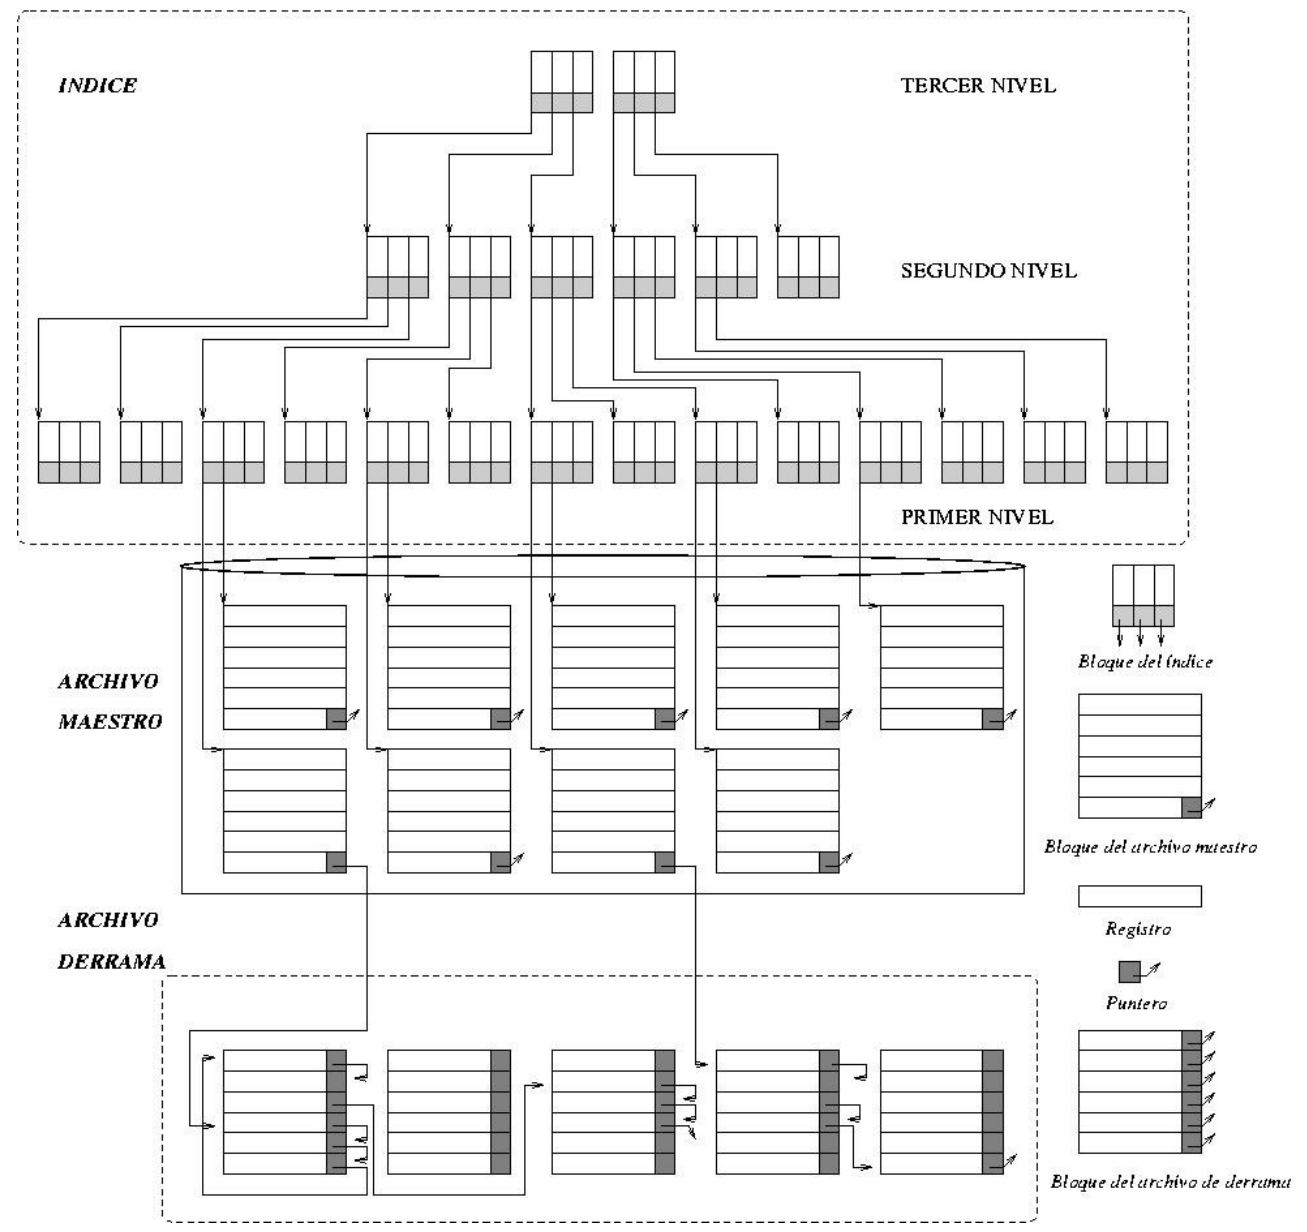 INDICE
TERCER NIVEL
SEGUNDO NIVEL
PRIMER NIVEL
ARCHIVO
MAESTRO
ARCHIVO
DERRAMA
Bloque del índice
Bloque del archivo maestro
Registro
Puntero
Bloque del archivo de derrama